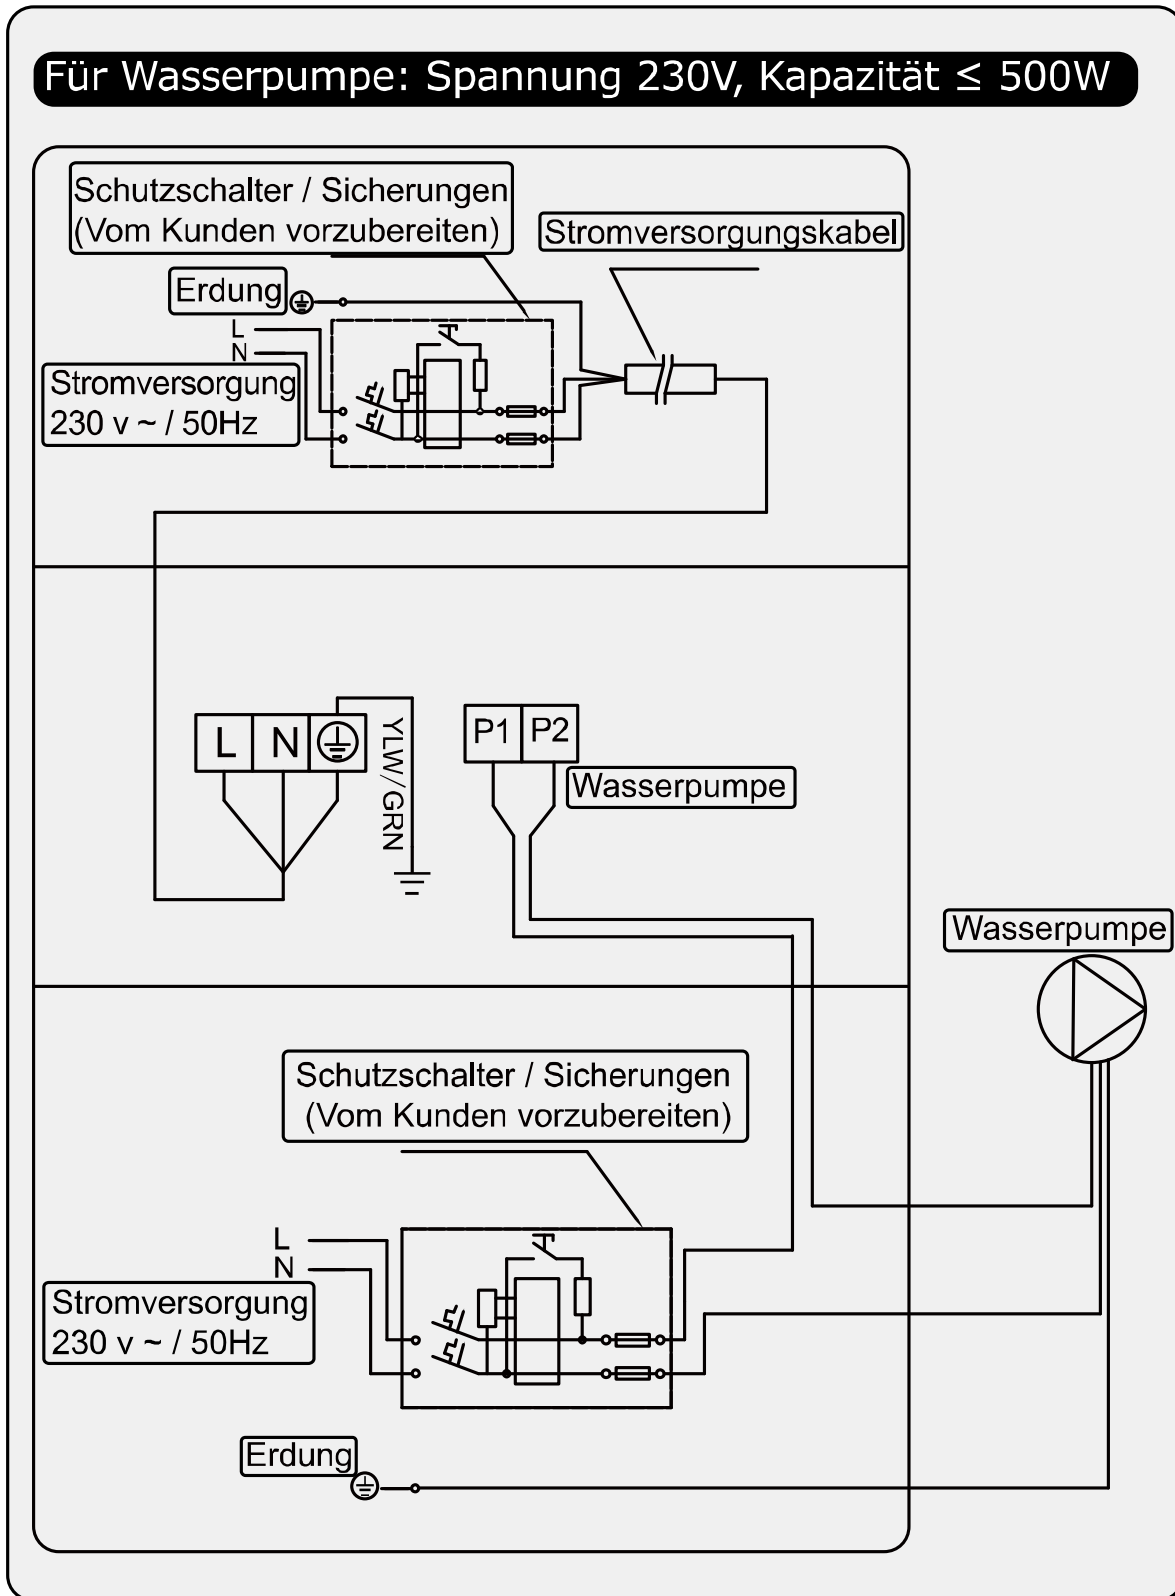 Für Wasserpumpe: Spannung 230V, Kapazität ≤ 500W
Schutzschalter / Sicherungen
(Vom Kunden vorzubereiten)
Stromversorgungskabel
Erdung
L
N
Stromversorgung
230 v ~ / 50Hz
L N
YLW/GRN
P1 P2
Wasserpumpe
Wasserpumpe
Schutzschalter / Sicherungen
(Vom Kunden vorzubereiten)
L
N
Stromversorgung
230 v ~ / 50Hz
Erdung